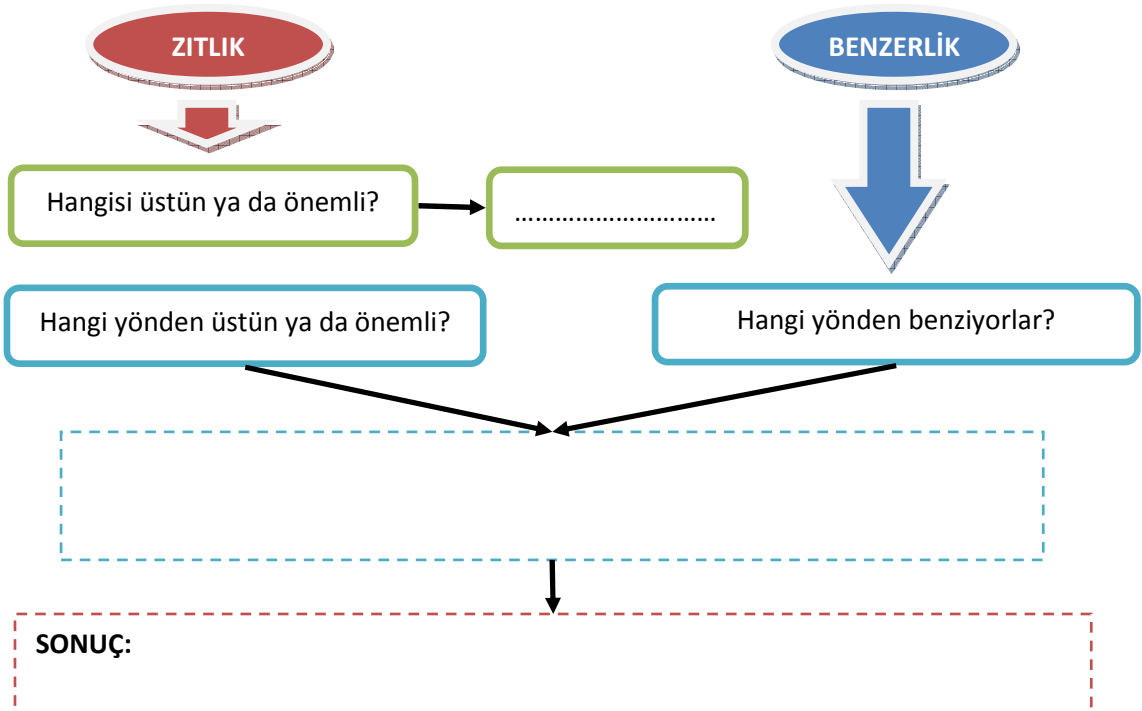 ZITLIK
BENZERLİK
Hangisi üstün ya da önemli?
..............................
Hangi yönden üstün ya da önemli?
Hangi yönden benziyorlar?
SONUÇ: